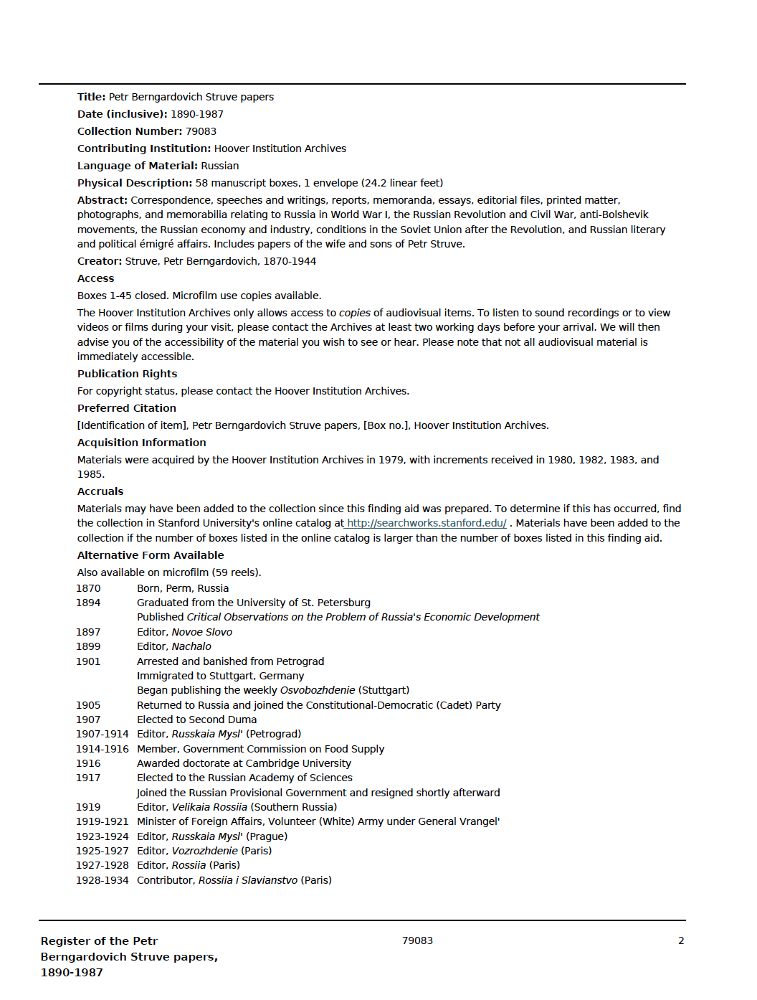 Title: Petr Berngardovich Struve papers
Date (inclusive): 1890-1987
Collection Number: 79083
Contributing Institution: Hoover Institution Archives
Language of Material: Russian
Physical Description: 58 manuscript boxes, 1 envelope (24.2 linear feet)
Abstract: Correspondence, speeches and writings, reports, memoranda, essays, editorial files, printed matter,
photographs, and memorabilia relating to Russia in World War I, the Russian Revolution and Civil War, anti-Bolshevik
movements, the Russian economy and industry, conditions in the Soviet Union after the Revolution, and Russian literary
and political émigré affairs. Includes papers of the wife and sons of Petr Struve.
Creator: Struve, Petr Berngardovich, 1870-1944
Access
Boxes 1-45 closed. Microfilm use copies available.
The Hoover Institution Archives only allows access to copies of audiovisual items. To listen to sound recordings or to view
videos or films during your visit, please contact the Archives at least two working days before your arrival. We will then
advise you of the accessibility of the material you wish to see or hear. Please note that not all audiovisual material is
immediately accessible.
Publication Rights
For copyright status, please contact the Hoover Institution Archives.
Preferred Citation
[Identification of item], Petr Berngardovich Struve papers, [Box no.], Hoover Institution Archives.
Acquisition Information
Materials were acquired by the Hoover Institution Archives in 1979, with increments received in 1980, 1982, 1983, and
1985.
Accruals
Materials may have been added to the collection since this finding aid was prepared. To determine if this has occurred, find
the collection in Stanford University's online catalog at http://searchworks.stanford.edu/ . Materials have been added to the
collection if the number of boxes listed in the online catalog is larger than the number of boxes listed in this finding aid.
Alternative Form Available
Also available on microfilm (59 reels).
1870 Born, Perm, Russia
1894 Graduated from the University of St. Petersburg
Published Critical Observations on the Problem of Russia's Economic Development
1897 Editor, Novoe Slovo
1899 Editor, Nachalo
1901 Arrested and banished from Petrograd
Immigrated to Stuttgart, Germany
Began publishing the weekly Osvobozhdenie (Stuttgart)
1905 Returned to Russia and joined the Constitutional-Democratic (Cadet) Party
1907 Elected to Second Duma
1907-1914 Editor, Russkaia Mysl' (Petrograd)
1914-1916 Member, Government Commission on Food Supply
1916 Awarded doctorate at Cambridge University
1917 Elected to the Russian Academy of Sciences
Joined the Russian Provisional Government and resigned shortly afterward
1919 Editor, Velikaia Rossiia (Southern Russia)
1919-1921 Minister of Foreign Affairs, Volunteer (White) Army under General Vrangel'
1923-1924 Editor, Russkaia Mysl' (Prague)
1925-1927 Editor, Vozrozhdenie (Paris)
1927-1928 Editor, Rossiia (Paris)
1928-1934 Contributor, Rossiia i Slavianstvo (Paris)
Register of the Petr
Berngardovich Struve papers,
1890-1987
79083
2